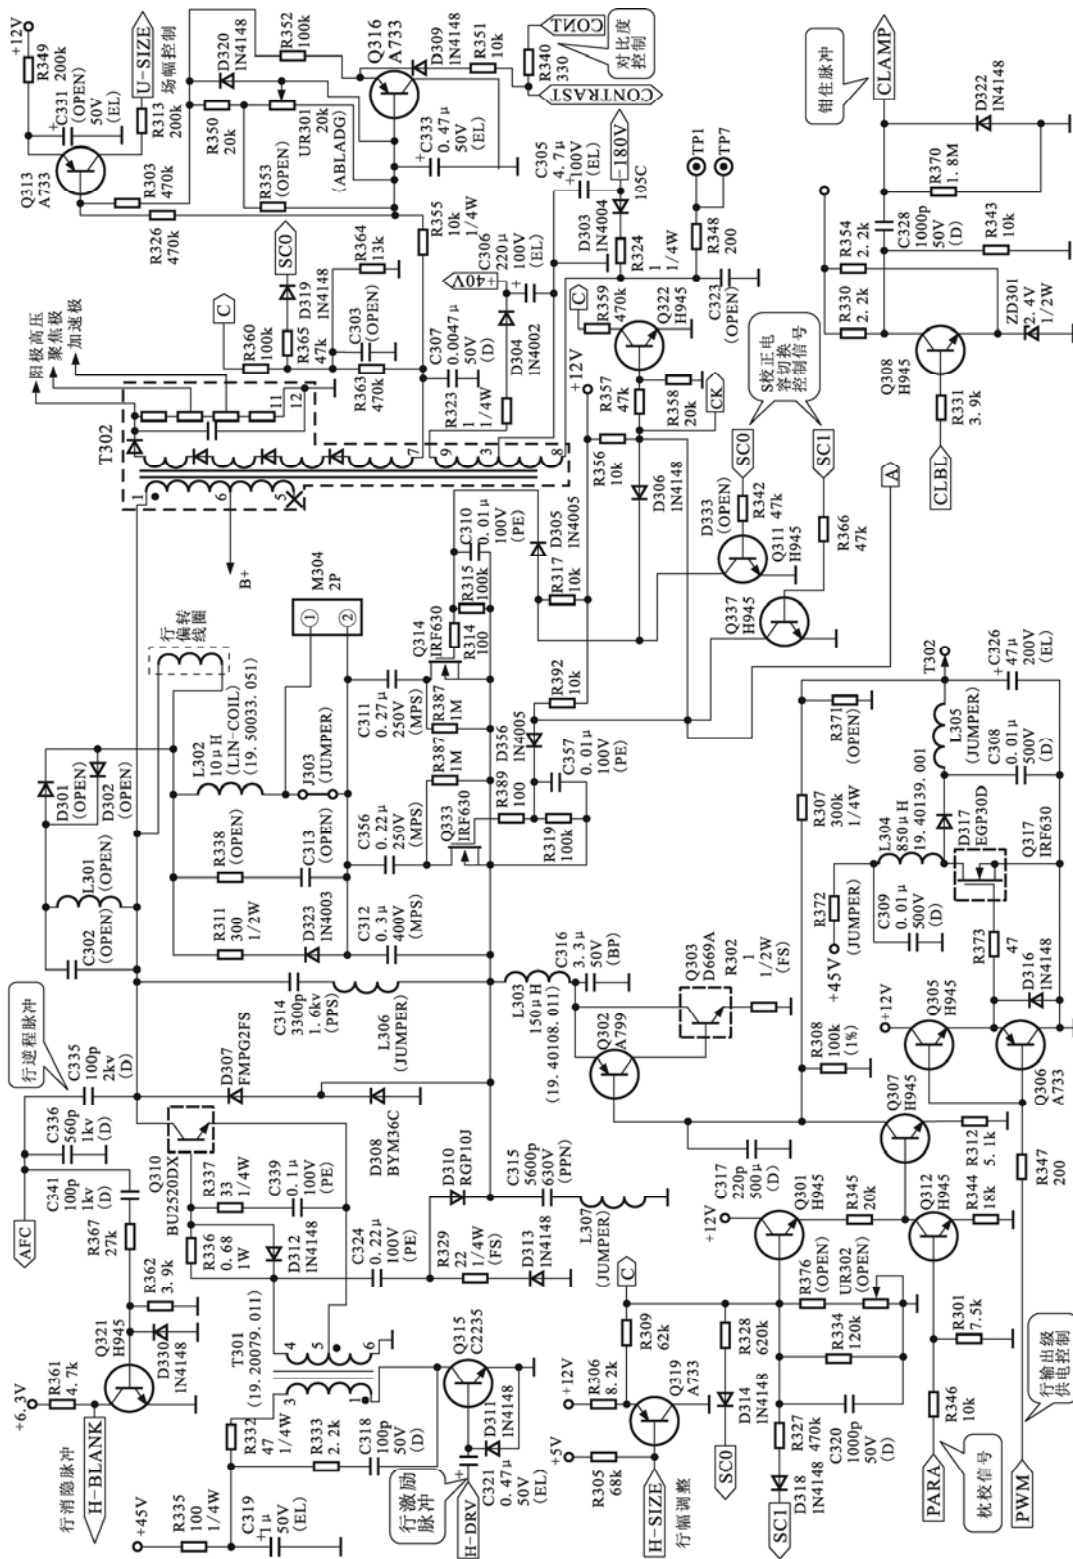 +12V
R349
200k
C331
(OPEN)
50V
(EL)
R313
200k
U-SIZE
场幅控制
Q313
A733
R303
470k
R326
470k
D320
1N4148
R350
20k
UR301
20k
(ABLADG)
R353
(OPEN)
R352
100k
Q316
A733
D309
1N4148
R351
10k
R340
330
CONT
对比度
控制
CONTRAST
C333
0.47μ
50V
(EL)
C305
4.7μ
100V
(EL)
-180V
105C
D303
1N4004
R324
1
1/4W
R348
200
TP1
TP7
C323
(OPEN)
R355
10k
1/4W
C306
220μ
100V
(EL)
+40V
D304
1N4002
R323
1
1/4W
C307
0.0047μ
50V
(D)
SC0
D319
1N4148
R365
47k
R364
13k
C303
(OPEN)
R363
470k
C
R360
100k
阳极高压
聚焦极
加速极
T302
11
12
7
9
3
8
1
6
5
B+
C
R359
470k
Q322
H945
+12V
R357
47k
R358
20k
CK
R356
10k
D306
1N4148
D305
1N4005
R317
10k
C310
0.01μ
100V
(PE)
R315
100k
R314
100
Q314
IRF630
R387
1M
C311
0.27μ
250V
(MPS)
M304
2P
①
②
行
偏转
线圈
L302
10μH
(LIN-COIL)
(19.50033.051)
J303
(JUMPER)
D301
(OPEN)
D302
(OPEN)
L301
(OPEN)
C302
(OPEN)
R338
(OPEN)
C313
(OPEN)
R311
300
1/2W
D323
1N4003
C312
0.3μ
400V
(MPS)
C356
0.22μ
250V
(MPS)
R387
1M
Q333
IRF630
R389
100
R319
100k
D356
1N4005
C357
0.01μ
100V
(PE)
R392
10k
S校正电
容切换
控制信号
SC0
SC1
D333
(OPEN)
R342
47k
Q311
H945
R366
47k
Q337
H945
A
钳住脉冲
CLAMP
D322
1N4148
R370
1.8M
C328
1000p
50V
(D)
R343
10k
R354
2.2k
R330
2.2k
ZD301
2.4V
1/2W
Q308
H945
R331
3.9k
CLBL
T302
C326
47μ
200V
(EL)
L305
(JUMPER)
C308
0.01μ
500V
(D)
R371
(OPEN)
R307
300k
1/4W
L304
850μH
19.40139.001
D317
EGP30D
Q317
IRF630
R372
(JUMPER)
+45V
C309
0.01μ
500V
(D)
R373
47
D316
1N4148
+12V
Q305
H945
Q306
A733
R308
100k
(1%)
R302
1
1/2W
(FS)
Q303
D669A
Q302
A799
C316
3.3μ
50V
(BP)
L303
150μH
(19.40108.011)
C314
3300p
1.6kv
(PPS)
L306
(JUMPER)
行逆程脉冲
C335
100p
2kv
(D)
C336
560p
1kv
(D)
C341
100p
1kv
(D)
AFC
R367
27k
R362
3.9k
D330
1N4148
Q321
H945
R361
4.7k
+6.3V
H-BLANK
行消隐脉冲
D307
FMPG2FS
D308
BYM36C
Q310
BU2520DX
R337
33
1/4W
C339
0.1μ
100V
(PE)
R336
0.68
1W
D312
1N4148
C324
0.22μ
100V
(PE)
R329
22
1/4W
(FS)
D310
RGP10J
D313
1N4148
C315
5600p
630V
(PPN)
L307
(JUMPER)
T301
(19.20079.011)
4
5
6
3
1
Q315
C2235
D311
1N4148
R332
47
1/4W
R333
2.2k
C318
100p
50V
(D)
C321
0.47μ
50V
(EL)
行激励
脉冲
H-DRV
+45V
R335
100
1/4W
C319
1μ
50V
(EL)
C317
220p
500μ
(D)
Q307
H945
R312
5.1k
R347
200
Q301
H945
+12V
R345
20k
Q312
H945
R344
18k
C
R309
62k
R306
8.2k
+12V
R305
68k
+5V
Q319
A733
H-SIZE
行幅调整
R328
620k
D314
1N4148
SC0
R376
(OPEN)
UR302
(OPEN)
R334
120k
R327
470k
C320
1000p
50V
(D)
D318
1N4148
SC1
R301
7.5k
R346
10k
PARA
枕校信号
PWM
行输出级
供电控制